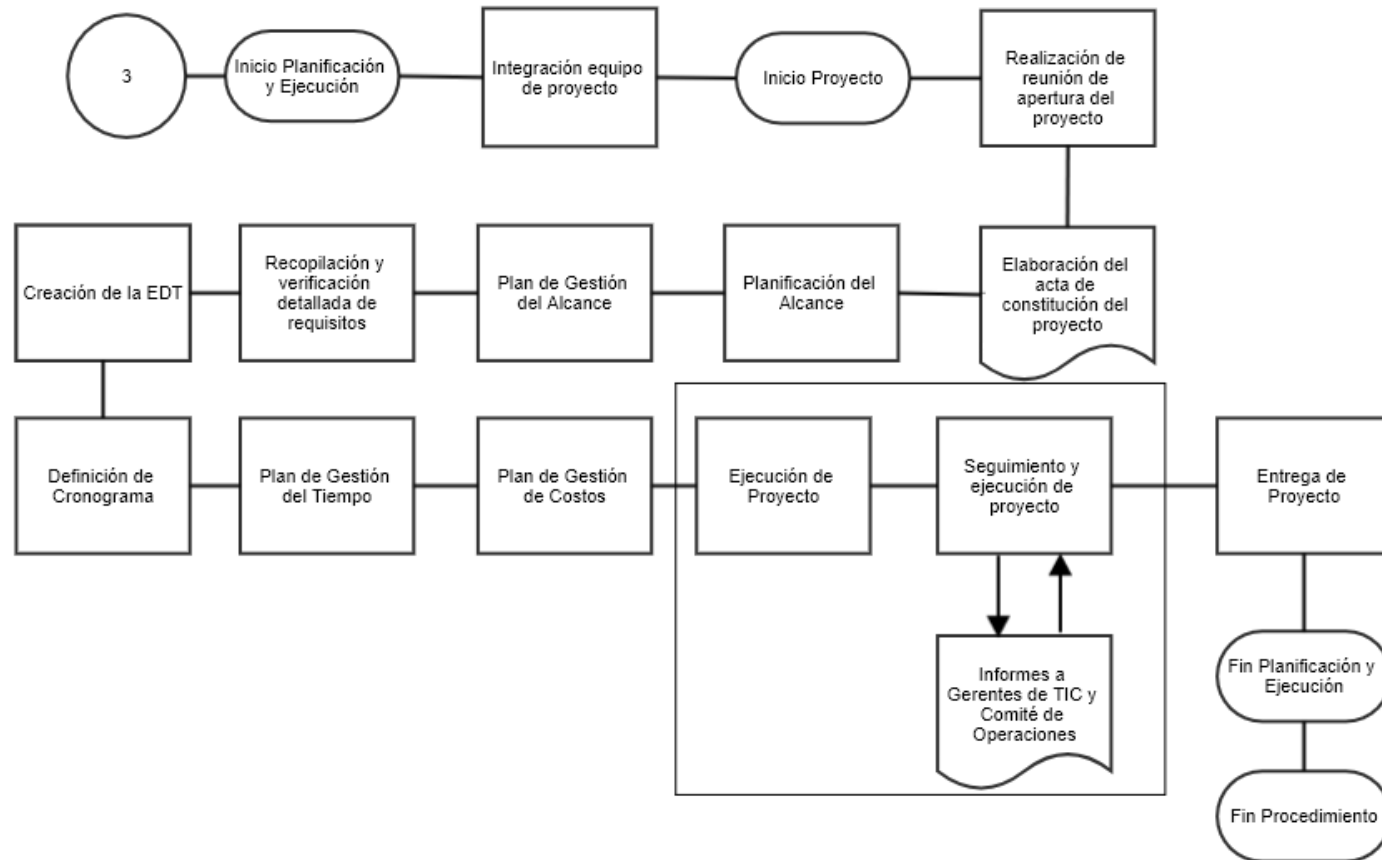 3
Inicio Planificación
y Ejecución
Integración equipo
de proyecto
Inicio Proyecto
Realización de
reunión de
apertura del
proyecto
Elaboración del
acta de
constitución del
proyecto
Planificación del
Alcance
Plan de Gestión
del Alcance
Recopilación y
verificación
detallada de
requisitos
Creación de la EDT
Definición de
Cronograma
Plan de Gestión
del Tiempo
Plan de Gestión
de Costos
Ejecución de
Proyecto
Seguimiento y
ejecución de
proyecto
Informes a
Gerentes de TIC y
Comité de
Operaciones
Entrega de
Proyecto
Fin Planificación y
Ejecución
Fin Procedimiento